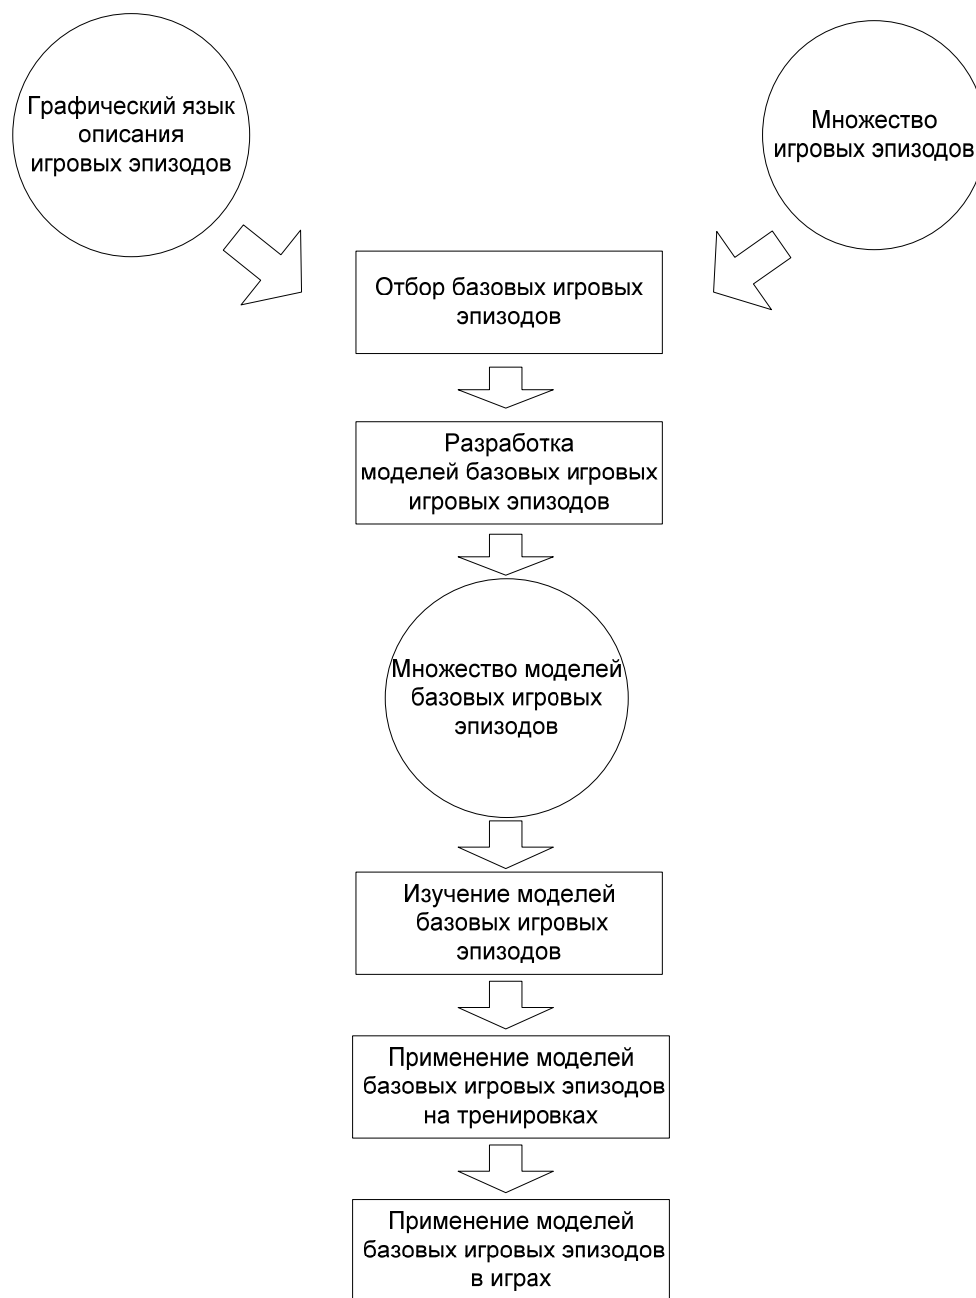 Графический язык
описания
игровых эпизодов
Множество
игровых эпизодов
Отбор базовых игровых
эпизодов
Разработка
моделей базовых игровых
игровых эпизодов
Множество моделей
базовых игровых
эпизодов
Изучение моделей
базовых игровых
эпизодов
Применение моделей
базовых игровых эпизодов
на тренировках
Применение моделей
базовых игровых эпизодов
в играх